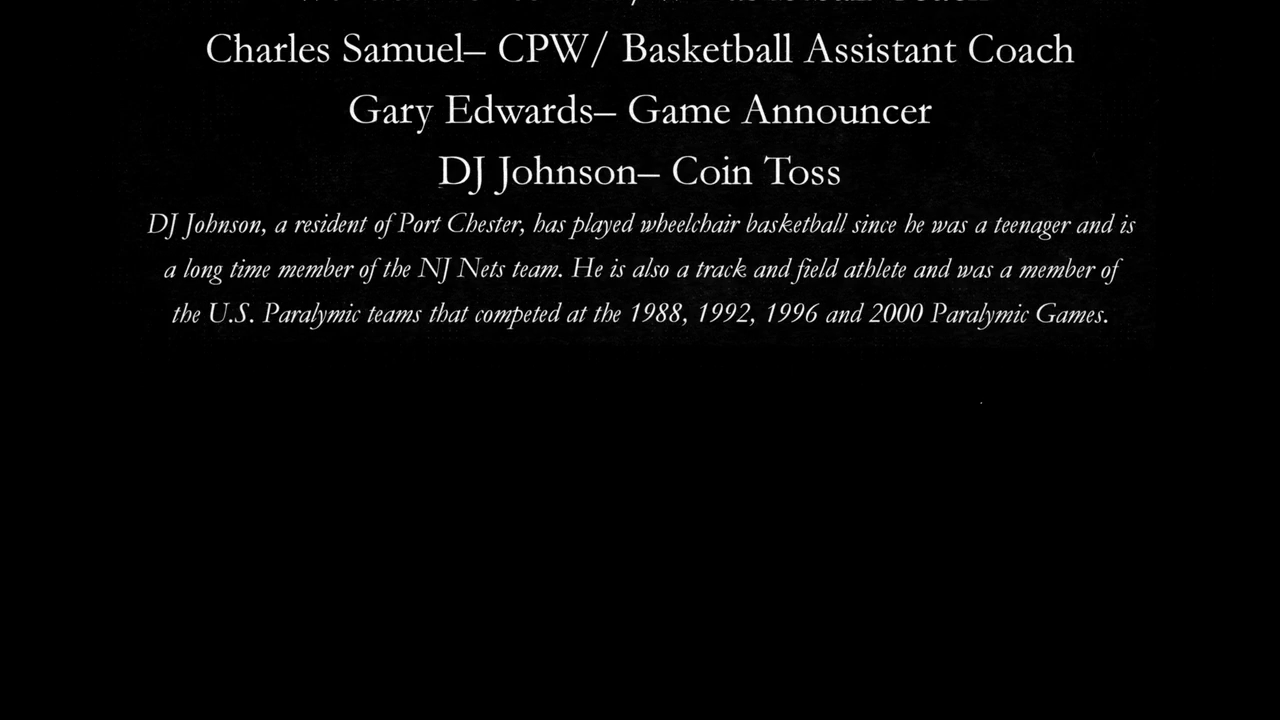 Charles Samuel– CPW/ Basketball Assistant Coach
Gary Edwards– Game Announcer
DJ Johnson– Coin Toss
DJ Johnson, a resident of Port Chester, has played wheelchair basketball since he was a teenager and is
a long time member of the NJ Nets team. He is also a track and field athlete and was a member of
the U.S. Paralymic teams that competed at the 1988, 1992, 1996 and 2000 Paralymic Games.